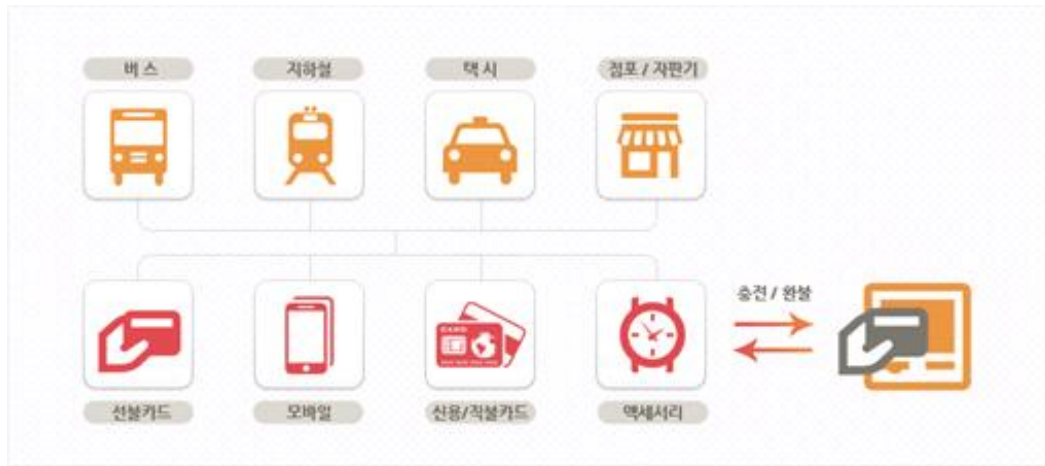 버스
지하철
택시
점포 / 자판기
충전 / 환불
선불카드
모바일
CARD
신용/직불카드
액세서리